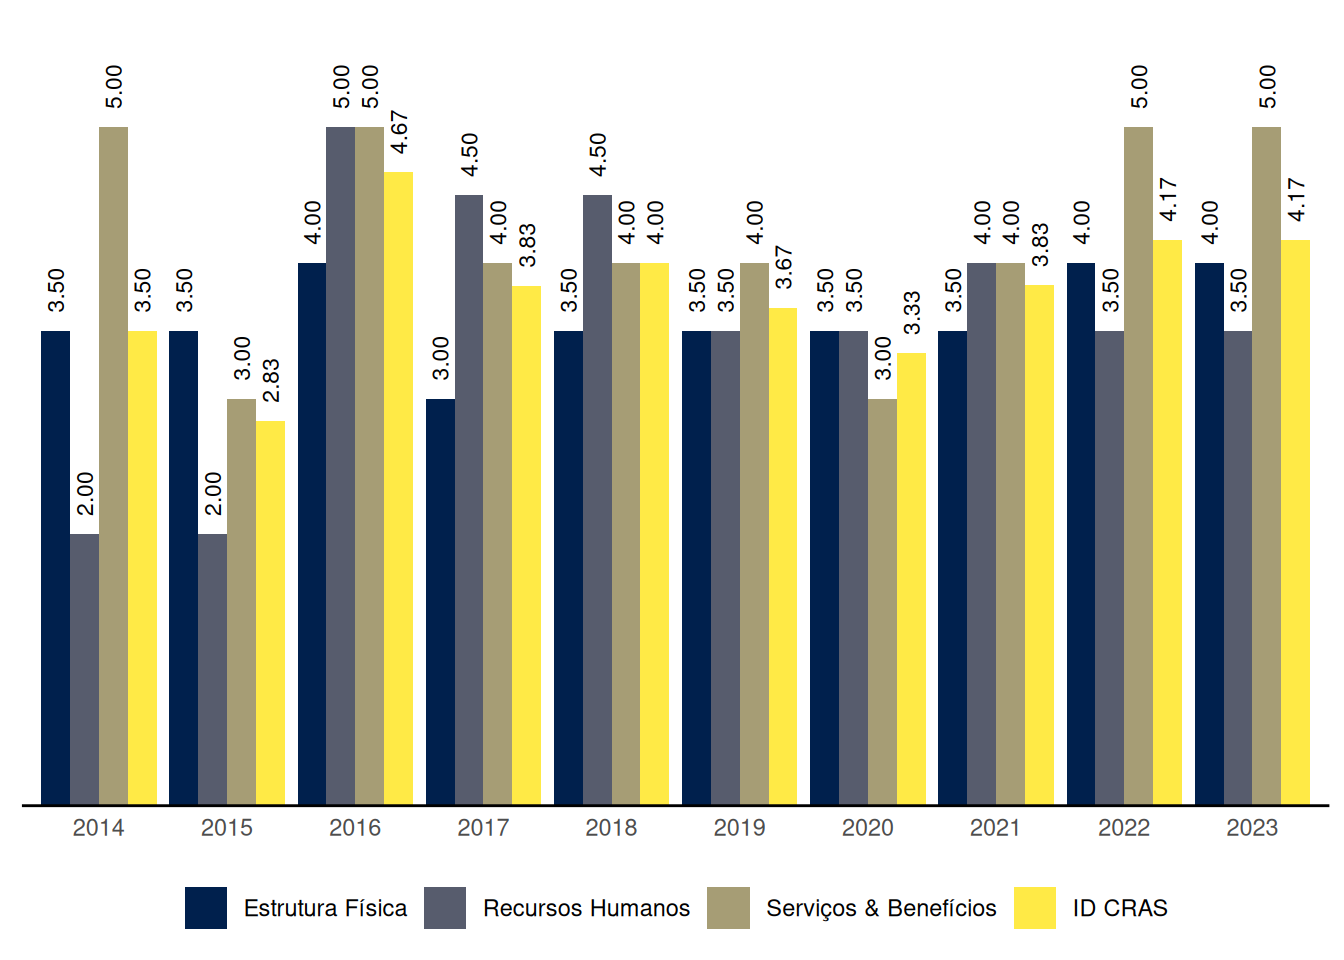 3.50 2.00 5.00 3.50
3.50 2.00 3.00 2.83
4.00 5.00 5.00 4.67
3.00 4.50 4.00 3.83
3.50 4.50 4.00 4.00
3.50 3.50 4.00 3.67
3.50 3.50 3.00 3.33
3.50 4.00 4.00 3.83
4.00 3.50 5.00 4.17
4.00 3.50 5.00 4.17
2014 2015 2016 2017 2018 2019 2020 2021 2022 2023
Estrutura Física Recursos Humanos Serviços & Benefícios ID CRAS